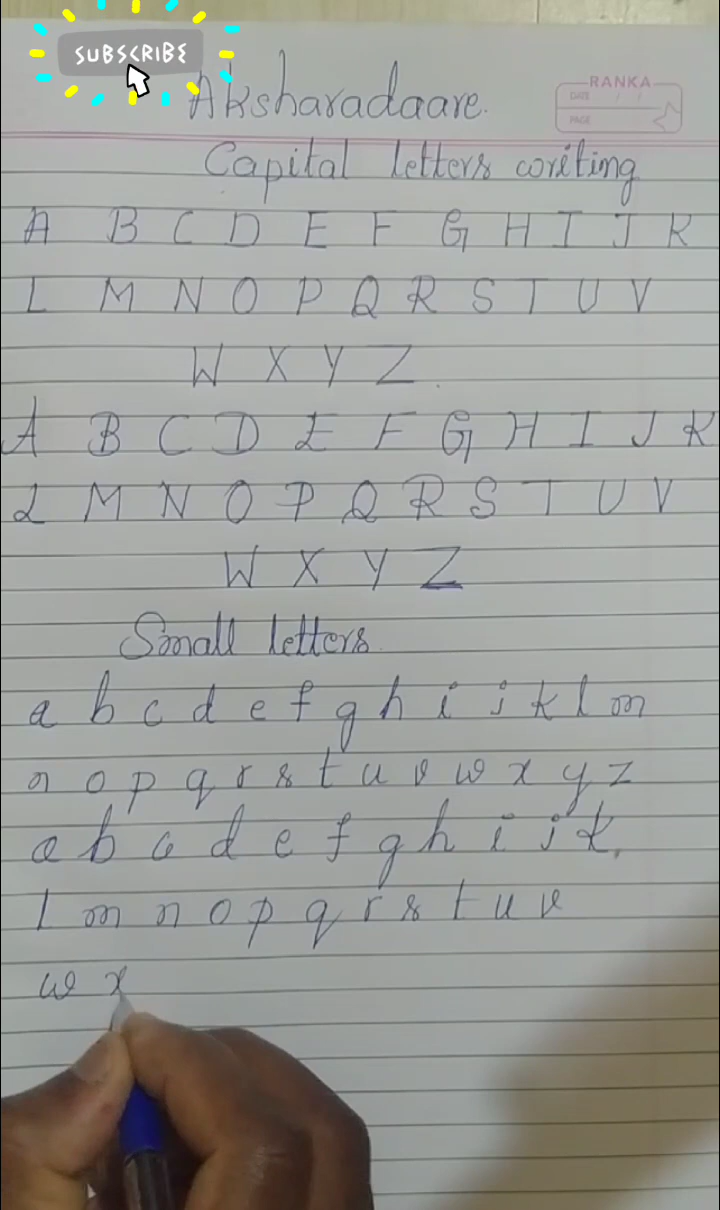 SUBSCRIBE
Aksharadaare.
RANKA
DATE
PAGE
Capital letters writing
A B C D E F G H I J K
L M N O P Q R S T U V
W X Y Z.
A B C D E F G H I J K
L M N O P Q R S T U V
W X Y Z
Small letters
a b c d e f g h i j k l m
n o p q r s t u v w x y z
a b c d e f g h i j k.
l m n o p q r s t u v
w x